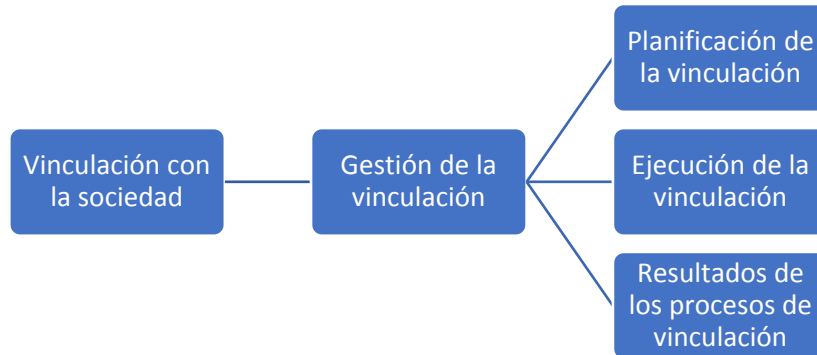 Vinculación con
la sociedad
Gestión de la
vinculación
Planificación de
la vinculación
Ejecución de la
vinculación
Resultados de
los procesos de
vinculación